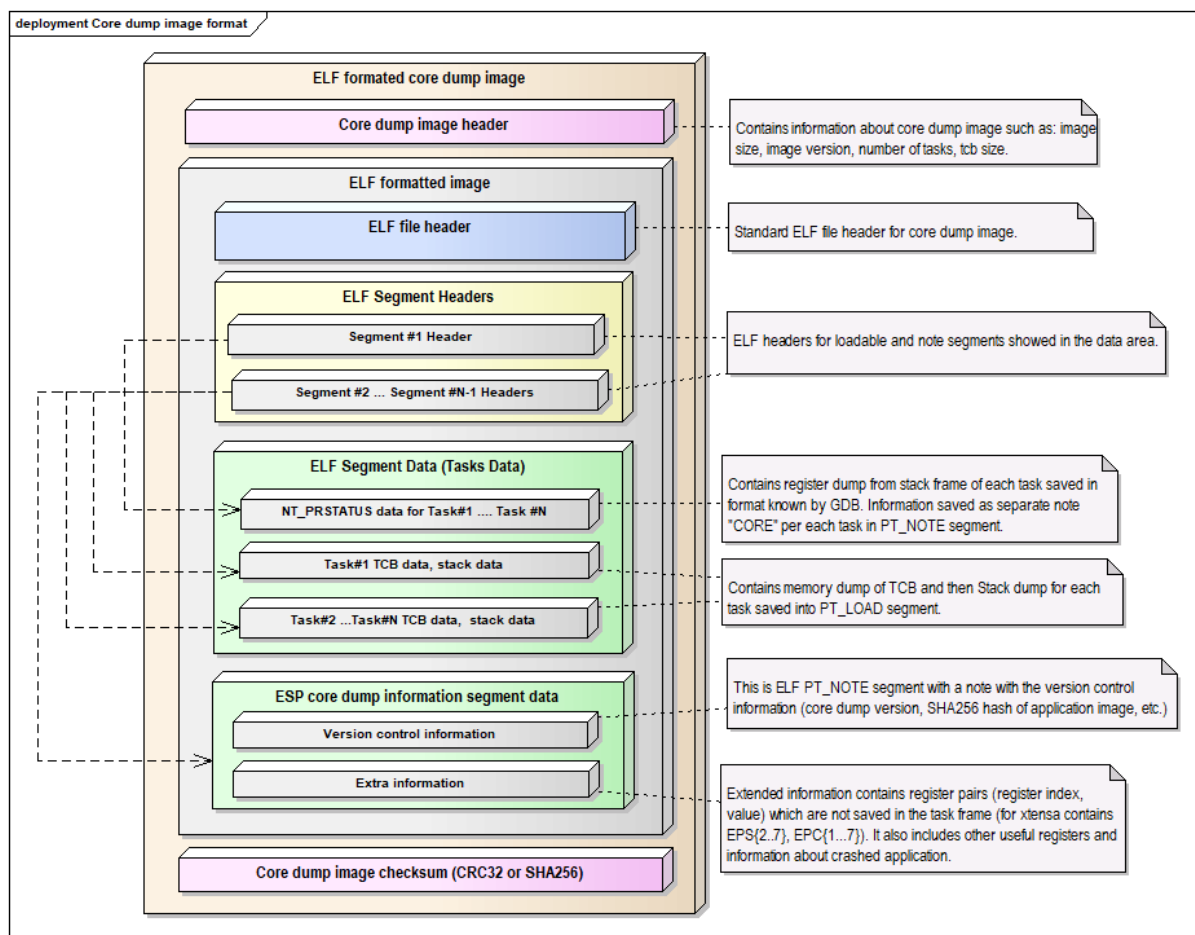 deployment Core dump image format
ELF formated core dump image
Core dump image header
Contains information about core dump image such as: image
size, image version, number of tasks, tcb size.
ELF formatted image
ELF file header
Standard ELF file header for core dump image.
ELF Segment Headers
Segment #1 Header
ELF headers for loadable and note segments showed in the data area.
Segment #2 ... Segment #N-1 Headers
ELF Segment Data (Tasks Data)
Contains register dump from stack frame of each task saved in
format known by GDB. Information saved as separate note
"CORE" per each task in PT_NOTE segment.
NT_PRSTATUS data for Task#1 .... Task #N
Task#1 TCB data, stack data
Contains memory dump of TCB and then Stack dump for each
task saved into PT_LOAD segment.
Task#2 ...Task#N TCB data, stack data
ESP core dump information segment data
This is ELF PT_NOTE segment with a note with the version control
information (core dump version, SHA256 hash of application image, etc.)
Version control information
Extra information
Extended information contains register pairs (register index,
value) which are not saved in the task frame (for xtensa contains
EPS{2..7}, EPC{1...7}). It also includes other useful registers and
information about crashed application.
Core dump image checksum (CRC32 or SHA256)